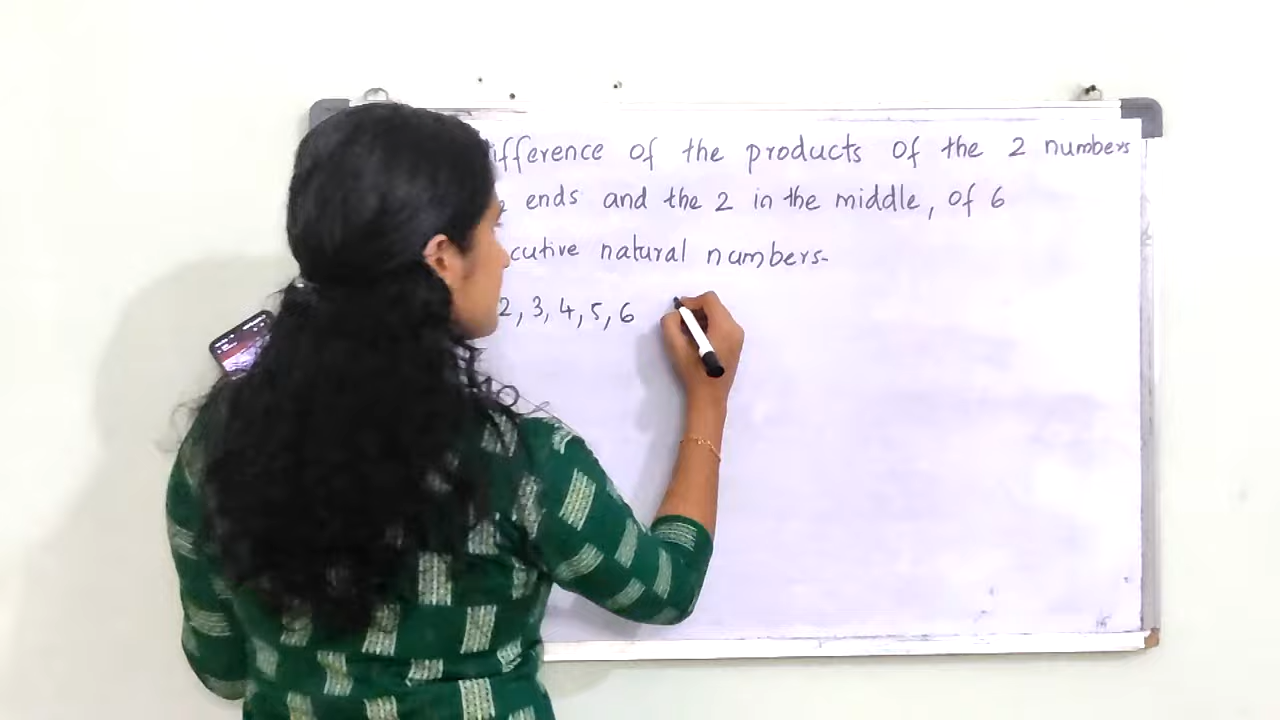 ifference of the products of the 2 numbers
ends and the 2 in the middle, of 6
cutive natural numbers.
2, 3, 4, 5, 6